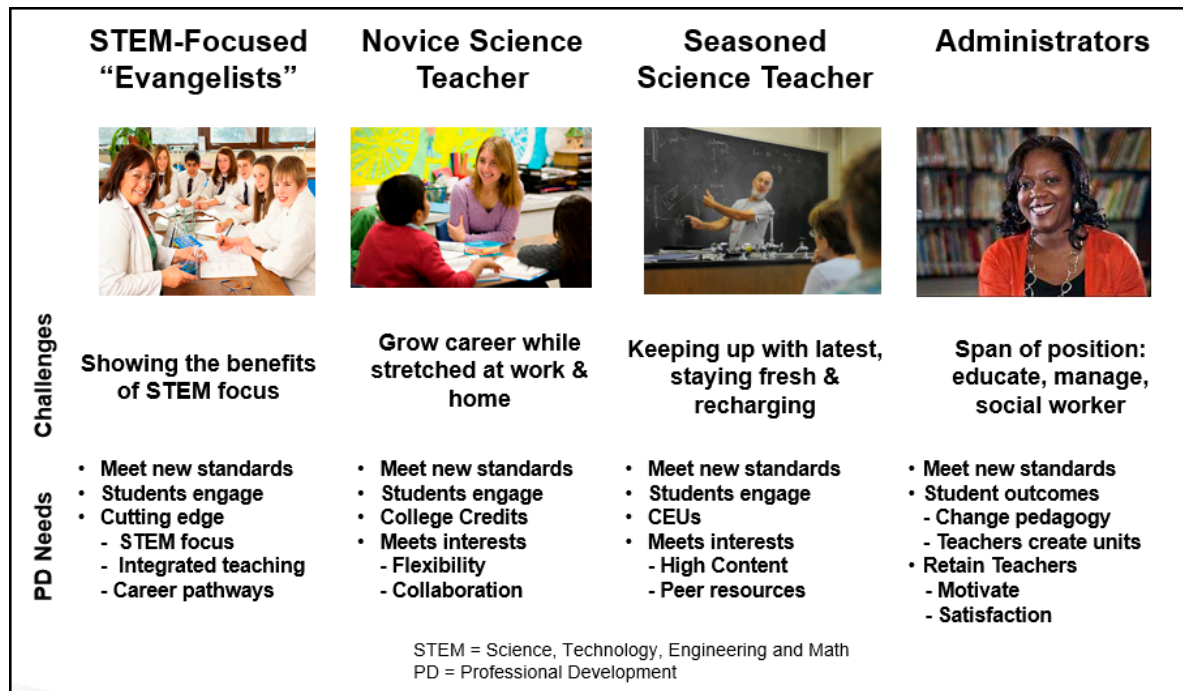 STEM-Focused
“Evangelists”
Novice Science
Teacher
Seasoned
Science Teacher
Administrators
Challenges
Showing the benefits
of STEM focus
Grow career while
stretched at work &
home
Keeping up with latest,
staying fresh &
recharging
Span of position:
educate, manage,
social worker
PD Needs
• Meet new standards
• Students engage
• Cutting edge
- STEM focus
- Integrated teaching
- Career pathways
• Meet new standards
• Students engage
• College Credits
• Meets interests
- Flexibility
- Collaboration
• Meet new standards
• Students engage
• CEUs
• Meets interests
- High Content
- Peer resources
• Meet new standards
• Student outcomes
- Change pedagogy
- Teachers create units
• Retain Teachers
- Motivate
- Satisfaction
STEM = Science, Technology, Engineering and Math
PD = Professional Development